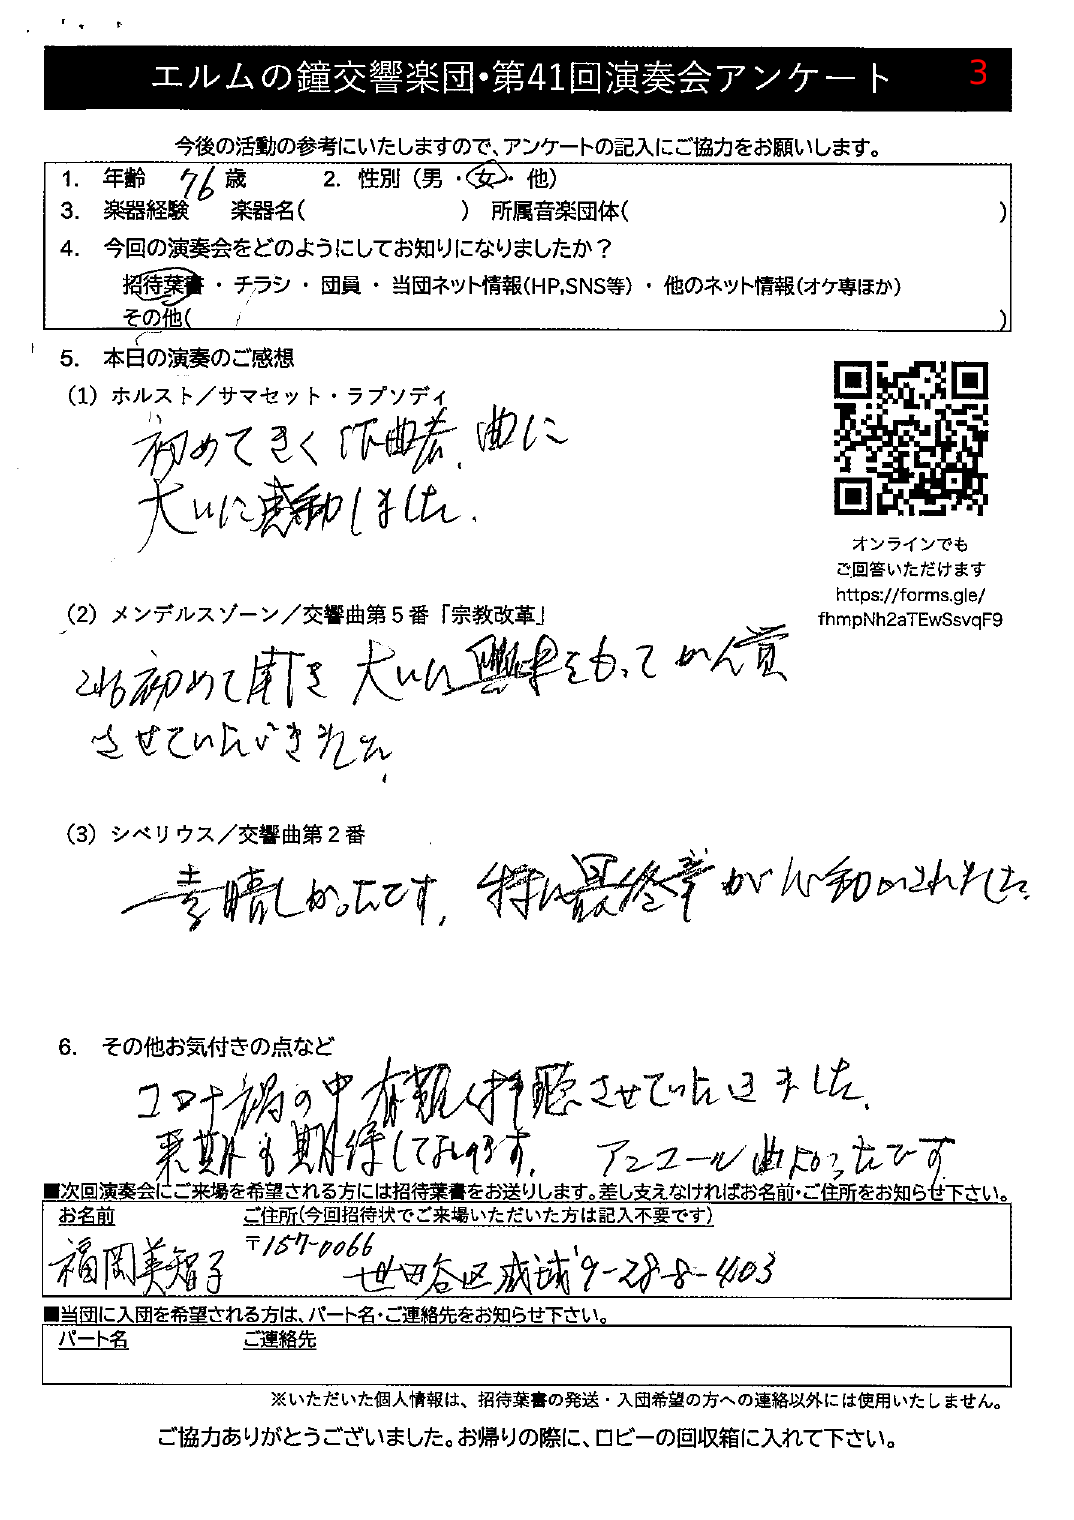 エルムの鐘交響楽団・第41回演奏会アンケート 3
今後の活動の参考にいたしますので、アンケートの記入にご協力をお願いします。
1. 年齢 76 歳 2. 性別（男 ・ 女 ・ 他）
3. 楽器経験 楽器名( ) 所属音楽団体( )
4. 今回の演奏会をどのようにしてお知りになりましたか？
招待葉書 ・ チラシ ・ 団員 ・ 当団ネット情報(HP,SNS等) ・ 他のネット情報(オケ専ほか)
その他( )
5. 本日の演奏のご感想
(1) ホルスト／サマセット・ラプソディ
初めてきく作曲者、曲に
大いに感動しました.
オンラインでも
ご回答いただけます
https://forms.gle/
fhmpNh2aTEwSsvqF9
(2) メンデルスゾーン／交響曲第５番「宗教改革」
これも初めて聞き 大いに興味をもって かん賞
させていただきました.
(3) シベリウス／交響曲第２番
素晴しかったです. 特に最終章が心動かされました.
6. その他お気付きの点など
コロナ禍の中 有難く拝聴させていただきました.
来期も期待しております. アンコール曲よかったです
■次回演奏会にご来場を希望される方には招待葉書をお送りします。差し支えなければお名前・ご住所をお知らせ下さい。
お名前 ご住所(今回招待状でご来場いただいた方は記入不要です)
福岡美智子 〒157-0066
世田谷区成城9-28-8-403
■当団に入団を希望される方は、パート名・ご連絡先をお知らせ下さい。
パート名 ご連絡先
※いただいた個人情報は、招待葉書の発送・入団希望の方への連絡以外には使用いたしません。
ご協力ありがとうございました。お帰りの際に、ロビーの回収箱に入れて下さい。